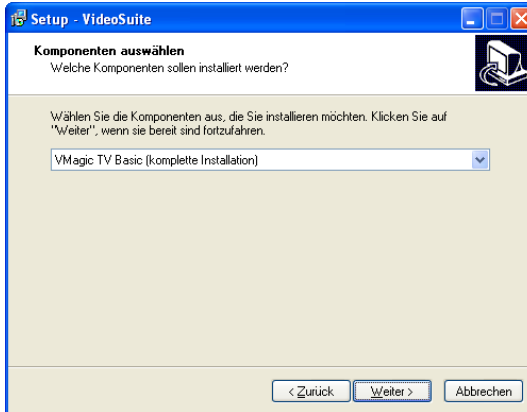 Setup - VideoSuite
Komponenten auswählen
Welche Komponenten sollen installiert werden?
Wählen Sie die Komponenten aus, die Sie installieren möchten. Klicken Sie auf
"Weiter", wenn sie bereit sind fortzufahren.
VMagic TV Basic (komplette Installation)
< Zurück
Weiter >
Abbrechen